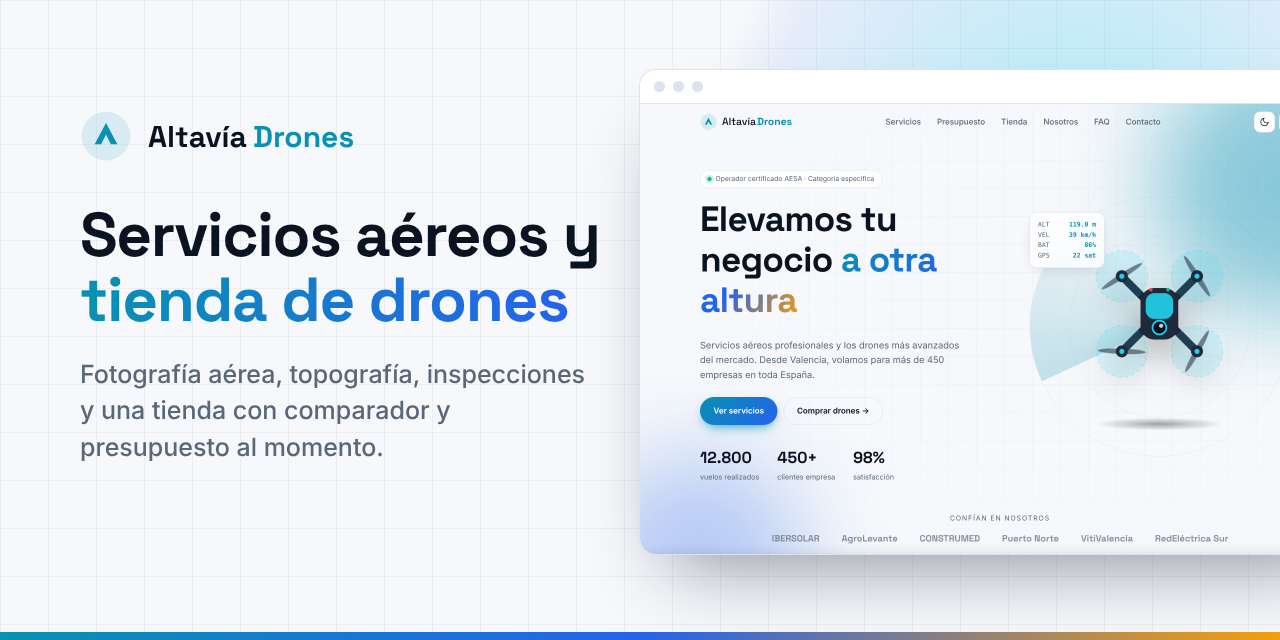 Altavía Drones
Servicios aéreos y
tienda de drones
Fotografía aérea, topografía, inspecciones
y una tienda con comparador y
presupuesto al momento.
Altavía Drones
Servicios Presupuesto Tienda Nosotros FAQ Contacto
Operador certificado AESA · Categoría específica
Elevamos tu
negocio a otra
altura
Servicios aéreos profesionales y los drones más avanzados
del mercado. Desde Valencia, volamos para más de 450
empresas en toda España.
Ver servicios Comprar drones →
12.800 450+ 98%
vuelos realizados clientes empresa satisfacción
ALT 119.0 m
VEL 39 km/h
BAT 86%
GPS 22 sat
CONFÍAN EN NOSOTROS
IBERSOLAR AgroLevante CONSTRUMED Puerto Norte VitiValencia RedEléctrica Sur